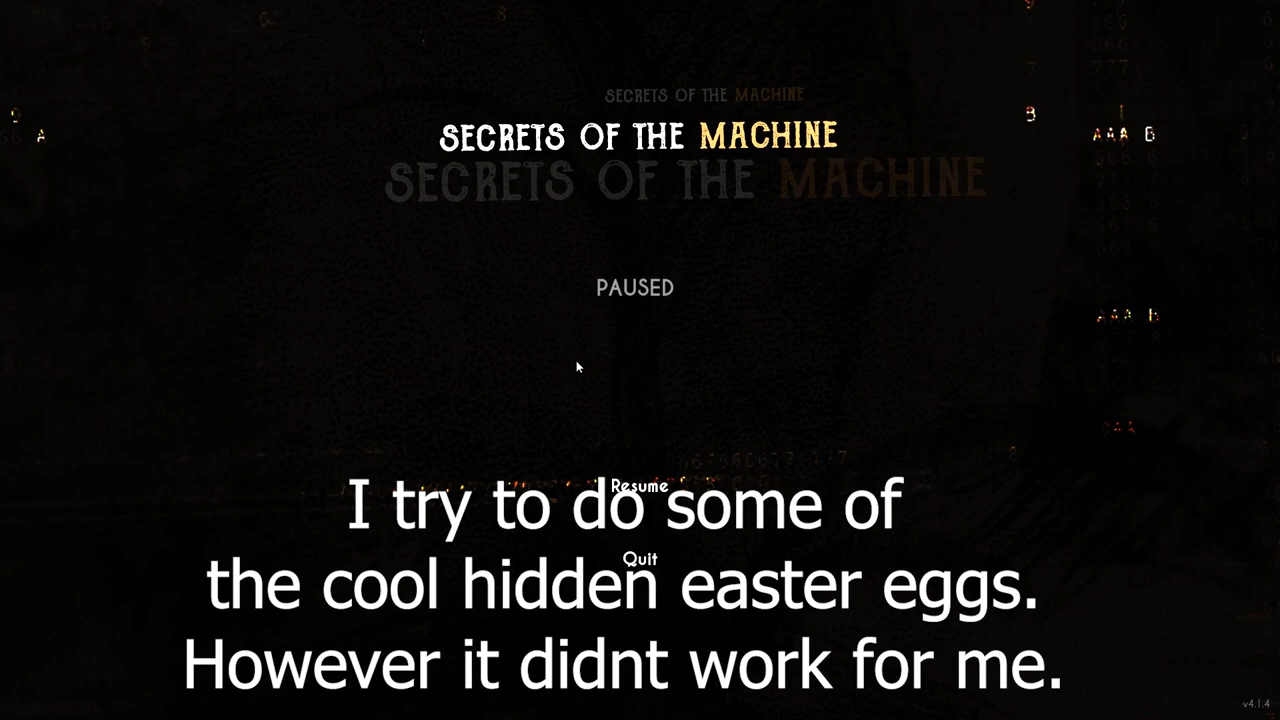 SECRETS OF THE MACHINE
SECRETS OF THE MACHINE
SECRETS OF THE MACHINE
PAUSED
Resume
I try to do some of
Quit
the cool hidden easter eggs.
However it didnt work for me.
v4.1.4